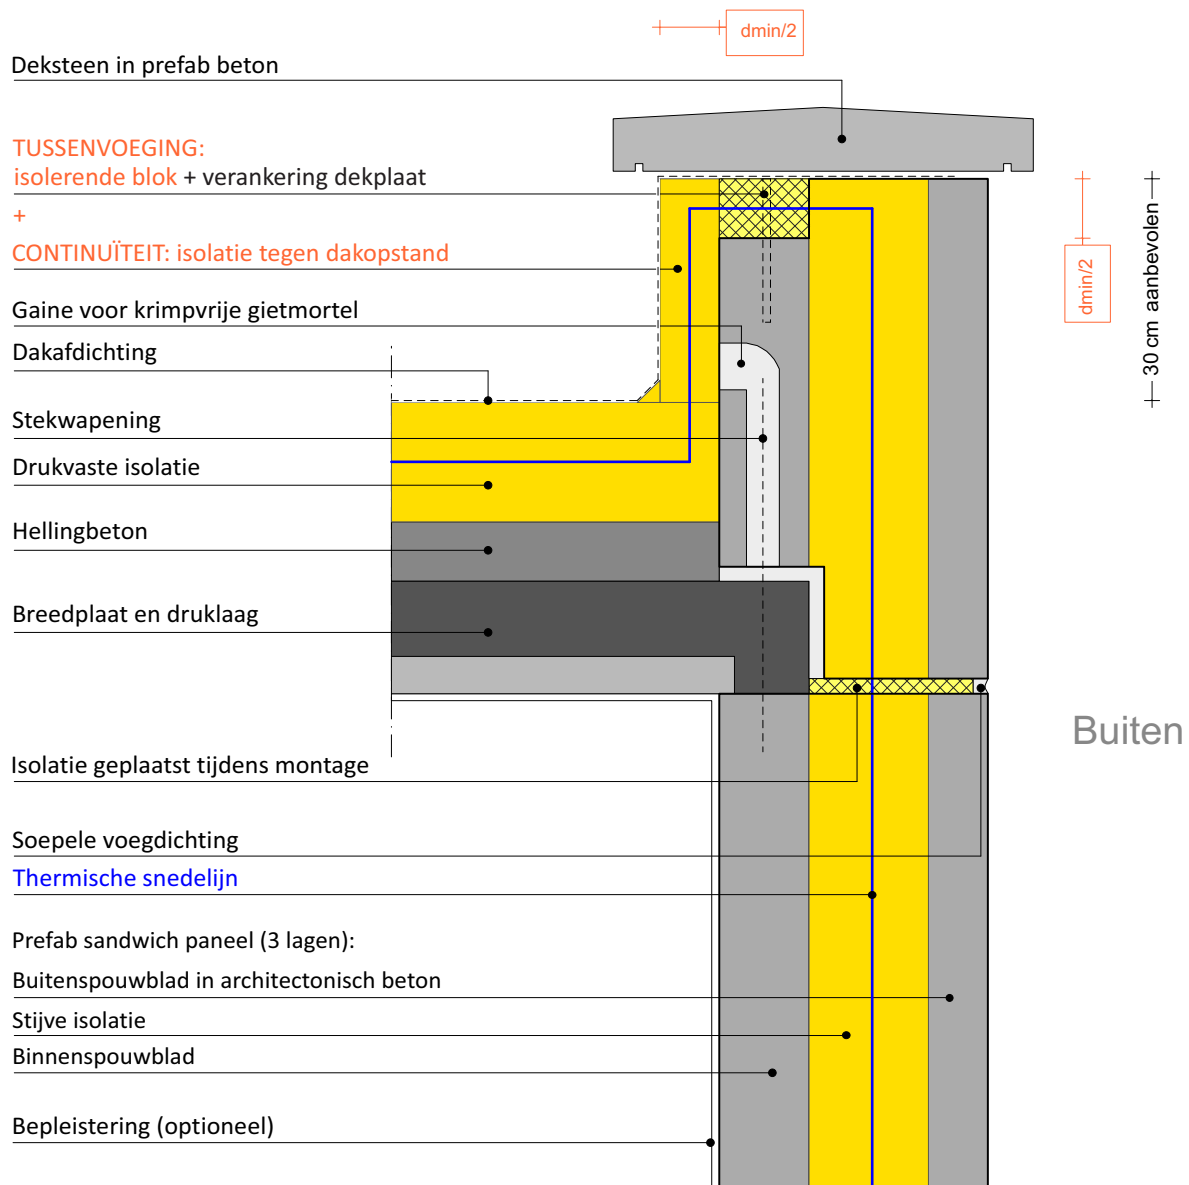 dmin/2
Deksteen in prefab beton
TUSSENVOEGING:
isolerende blok + verankering dekplaat
+
CONTINUÏTEIT: isolatie tegen dakopstand
dmin/2
30 cm aanbevolen
Gaine voor krimpvrije gietmortel
Dakafdichting
Stekwapening
Drukvaste isolatie
Hellingbeton
Breedplaat en druklaag
Buiten
Isolatie geplaatst tijdens montage
Soepele voegdichting
Thermische snedelijn
Prefab sandwich paneel (3 lagen):
Buitenspouwblad in architectonisch beton
Stijve isolatie
Binnenspouwblad
Bepleistering (optioneel)